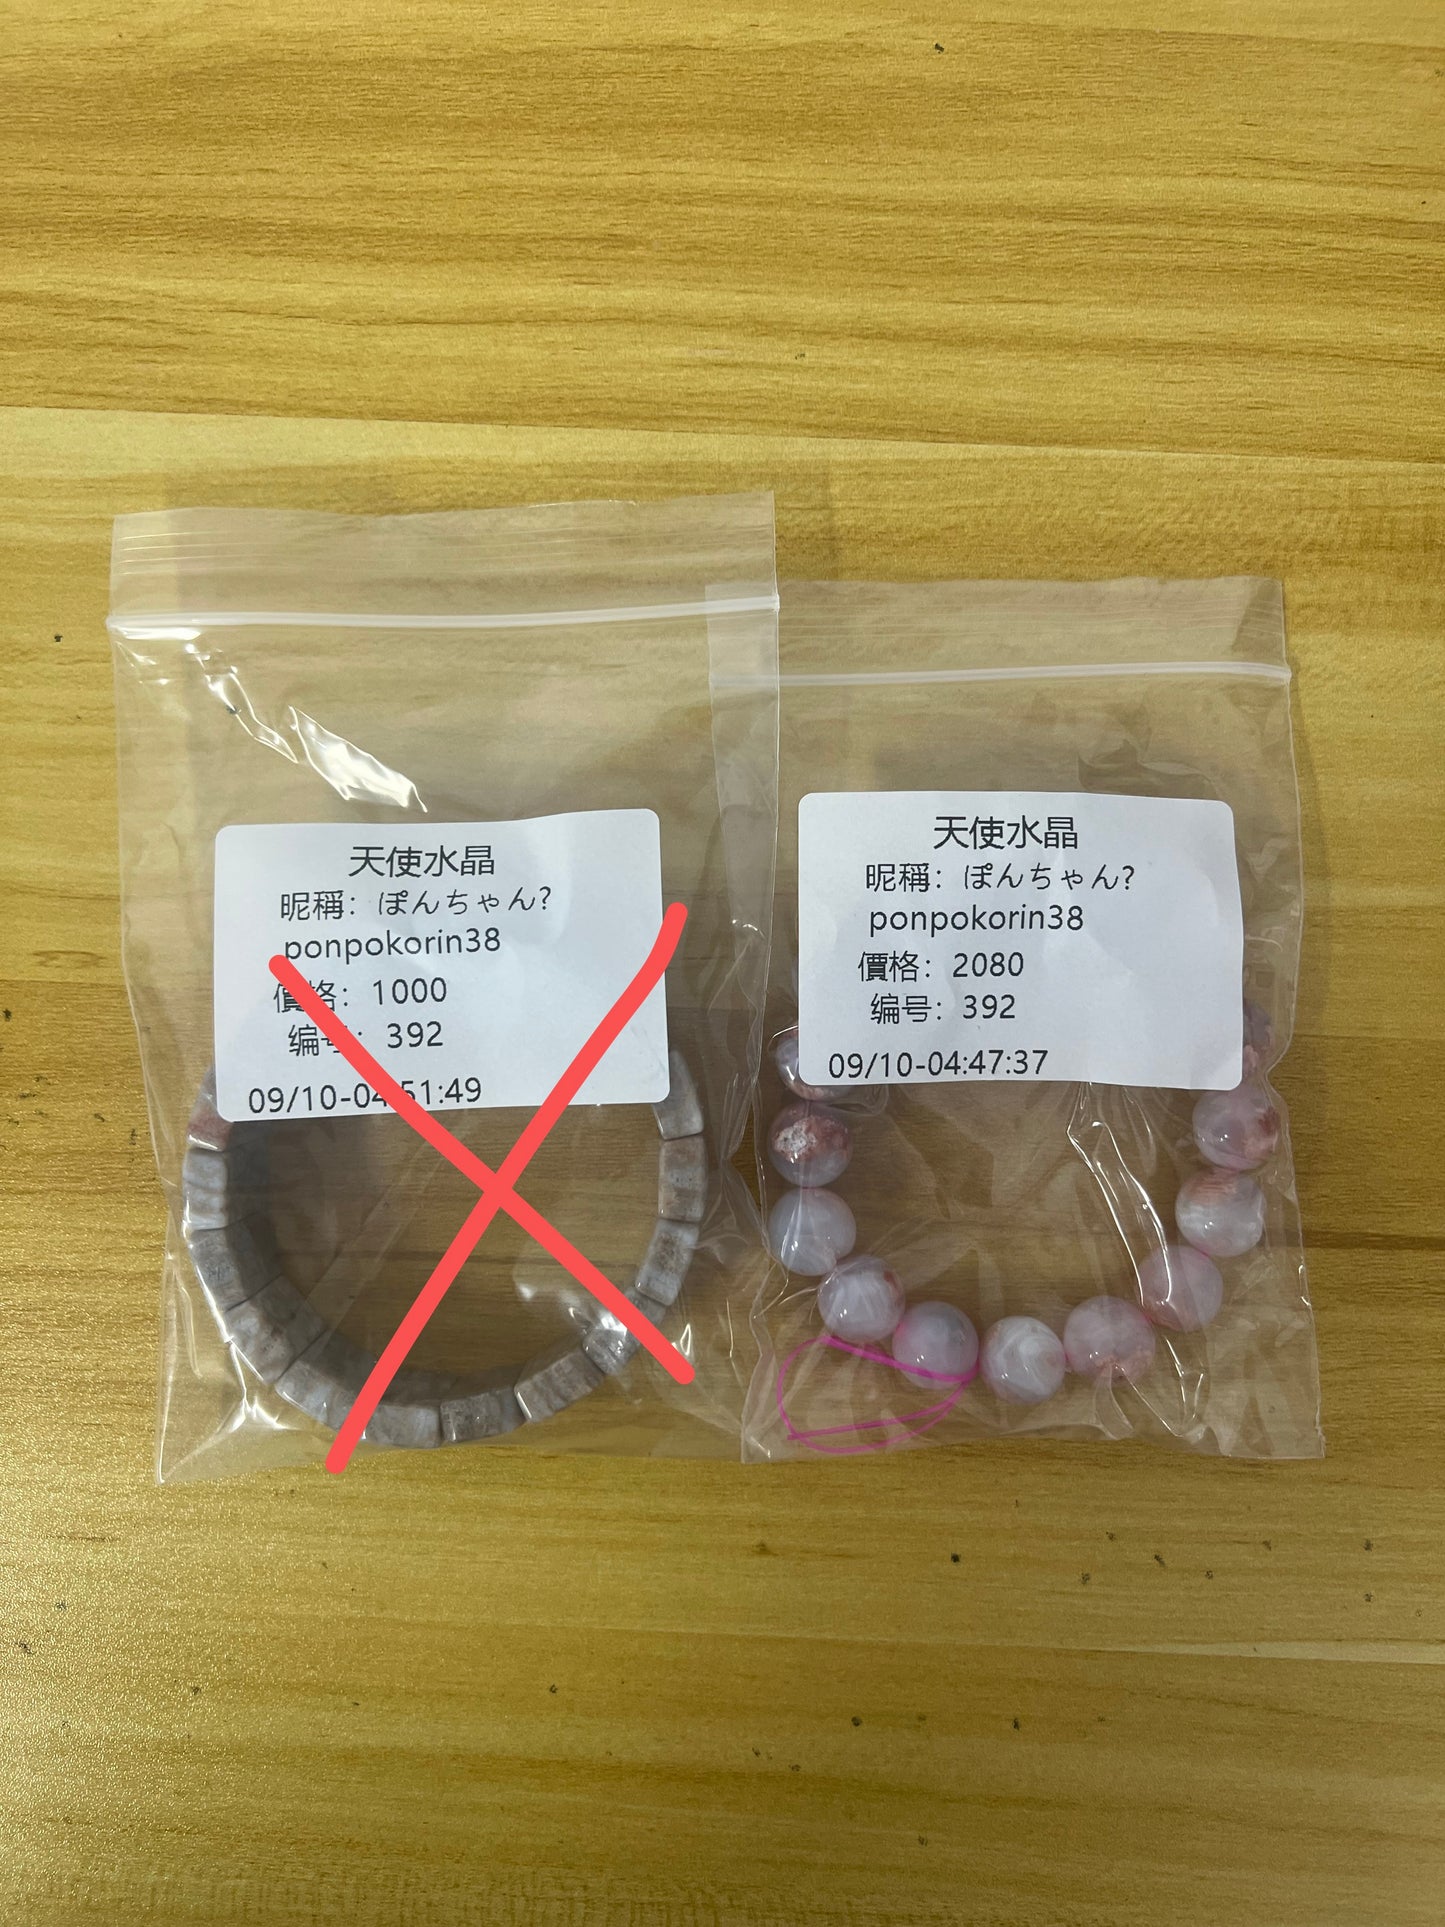 天使水晶
昵稱：ぽんちゃん?
ponpokorin38
價格：1000
编号：392
09/10-04:51:49
天使水晶
昵稱：ぽんちゃん?
ponpokorin38
價格：2080
编号：392
09/10-04:47:37